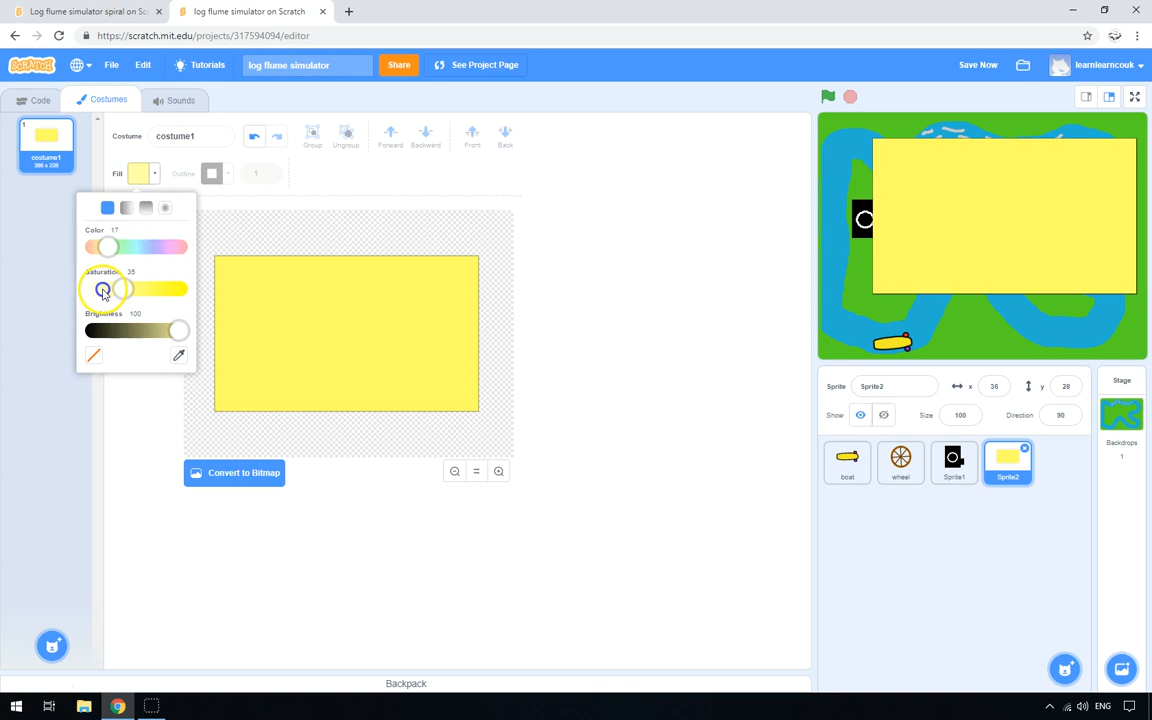 Log flume simulator spiral on Sc
log flume simulator on Scratch
https://scratch.mit.edu/projects/317594094/editor
SCRATCH
File
Edit
Tutorials
log flume simulator
Share
See Project Page
Save Now
learnlearncouk
Code
Costumes
Sounds
1
costume1
Costume
costume1
Group
Ungroup
Forward
Backward
Front
Back
Fill
Outline
1
Color 17
Saturation 35
Brightness 100
Convert to Bitmap
Sprite
Sprite2
x
36
y
28
Show
Size
100
Direction
90
Stage
Backdrops
1
boat
wheel
Sprite1
Sprite2
Backpack
ENG